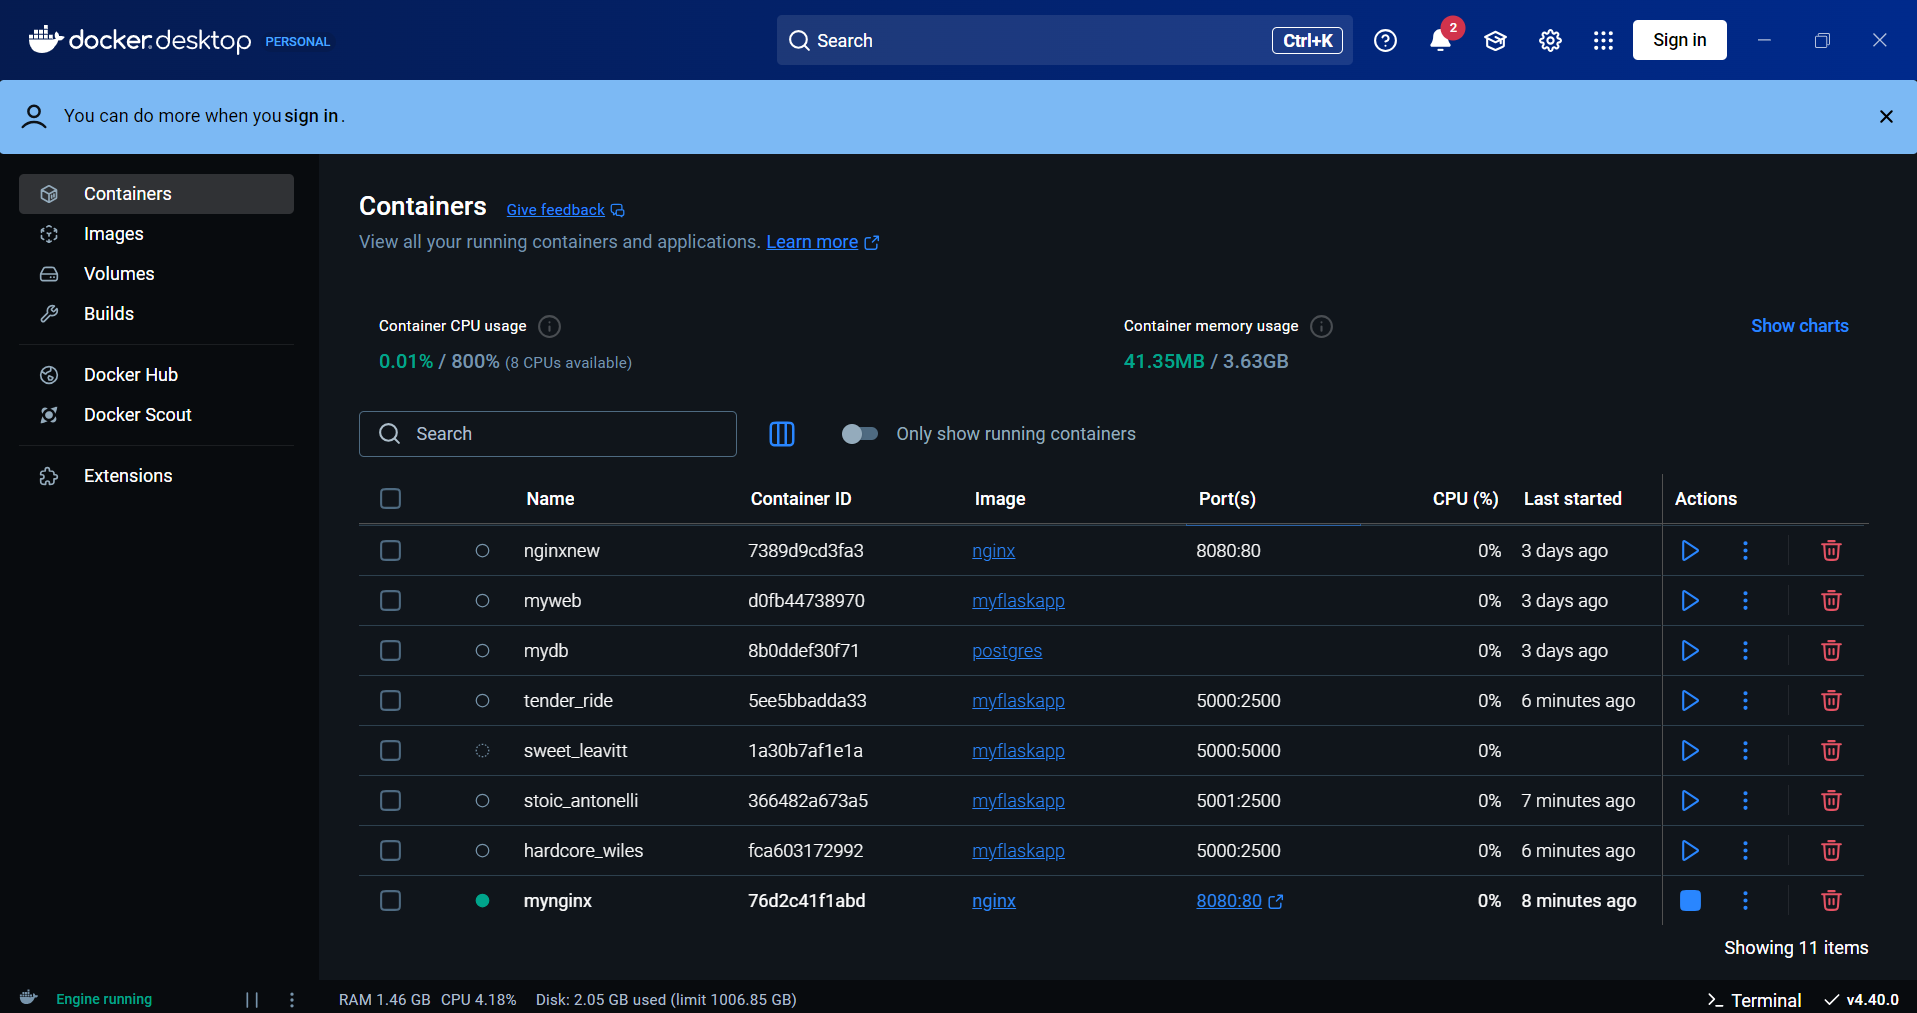 docker.desktop PERSONAL
Search Ctrl+K
2
Sign in
You can do more when you sign in.
Containers
Images
Volumes
Builds
Docker Hub
Docker Scout
Extensions
Containers Give feedback
View all your running containers and applications. Learn more
Container CPU usage
0.01% / 800% (8 CPUs available)
Container memory usage
41.35MB / 3.63GB
Show charts
Search
Only show running containers
Name Container ID Image Port(s) CPU (%) Last started Actions
nginxnew 7389d9cd3fa3 nginx 8080:80 0% 3 days ago
myweb d0fb44738970 myflaskapp 0% 3 days ago
mydb 8b0ddef30f71 postgres 0% 3 days ago
tender_ride 5ee5bbadda33 myflaskapp 5000:2500 0% 6 minutes ago
sweet_leavitt 1a30b7af1e1a myflaskapp 5000:5000 0%
stoic_antonelli 366482a673a5 myflaskapp 5001:2500 0% 7 minutes ago
hardcore_wiles fca603172992 myflaskapp 5000:2500 0% 6 minutes ago
mynginx 76d2c41f1abd nginx 8080:80 0% 8 minutes ago
Showing 11 items
Engine running
RAM 1.46 GB CPU 4.18% Disk: 2.05 GB used (limit 1006.85 GB)
Terminal
v4.40.0